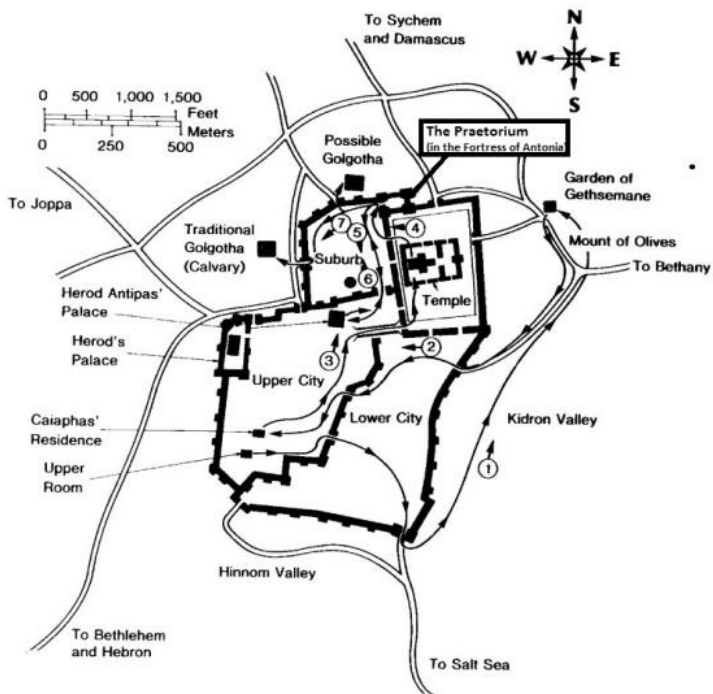 To Sychem
and Damascus
N
W
E
S
0 500 1,000 1,500
Feet
Meters
0 250 500
The Praetorium
(in the Fortress of Antonia)
Possible
Golgotha
Garden of
Gethsemane
To Joppa
Traditional
Golgotha
(Calvary)
7
5
4
Suburb
6
Mount of Olives
To Bethany
Temple
Herod Antipas'
Palace
Herod's
Palace
3
2
Upper City
Lower City
Kidron Valley
Caiaphas'
Residence
Upper
Room
1
Hinnom Valley
To Bethlehem
and Hebron
To Salt Sea